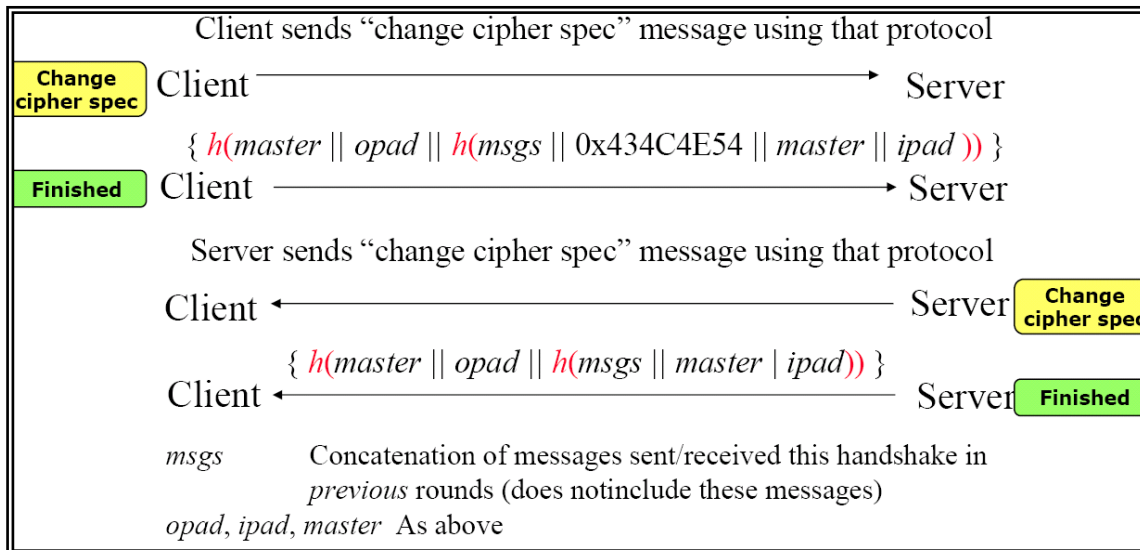 Client sends “change cipher spec” message using that protocol
Change
cipher spec
Client
Server
{ h(master || opad || h(msgs || 0x434C4E54 || master || ipad )) }
Finished
Client
Server
Server sends “change cipher spec” message using that protocol
Client
Server
Change
cipher spec
{ h(master || opad || h(msgs || master | ipad)) }
Client
Server
Finished
msgs Concatenation of messages sent/received this handshake in
previous rounds (does notinclude these messages)
opad, ipad, master As above